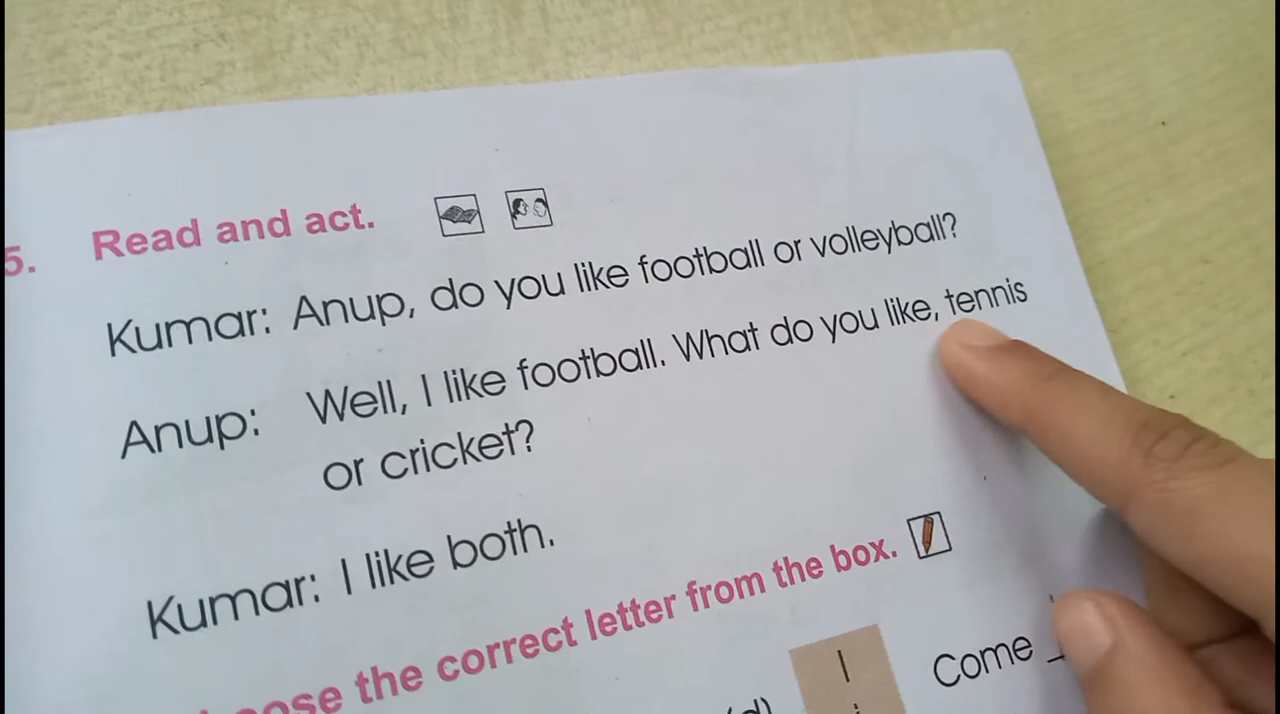 5. Read and act.
Kumar: Anup, do you like football or volleyball?
Anup: Well, I like football. What do you like, tennis
or cricket?
Kumar: I like both.
the correct letter from the box.
(d) Come